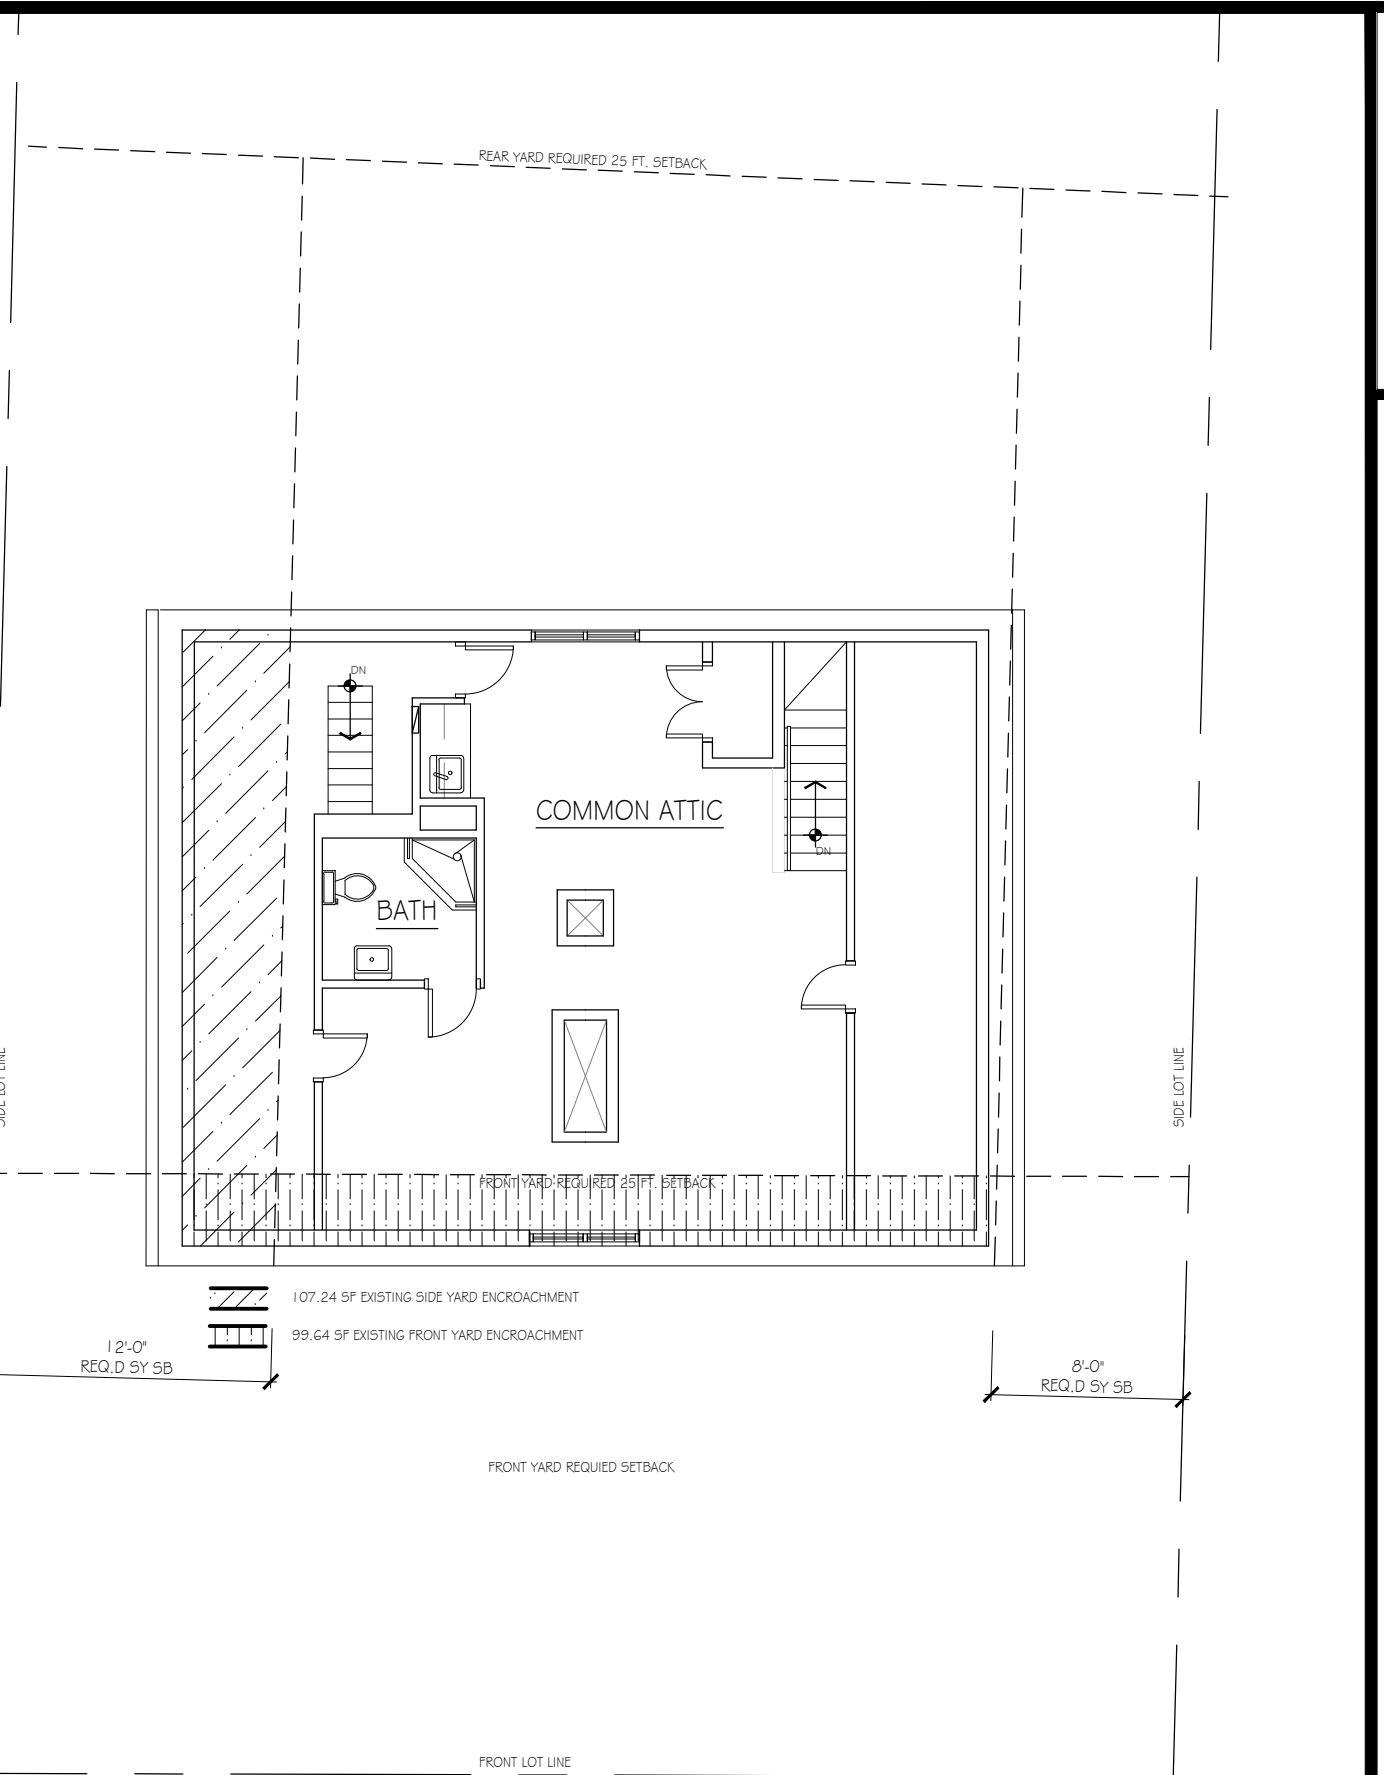 REAR YARD REQUIRED 25 FT. SETBACK
DN
COMMON ATTIC
DN
BATH
SIDE LOT LINE
SIDE LOT LINE
FRONT YARD REQUIRED 25 FT. SETBACK
107.24 SF EXISTING SIDE YARD ENCROACHMENT
99.64 SF EXISTING FRONT YARD ENCROACHMENT
12'-0"
REQ.D SY SB
8'-0"
REQ.D SY SB
FRONT YARD REQUIED SETBACK
FRONT LOT LINE